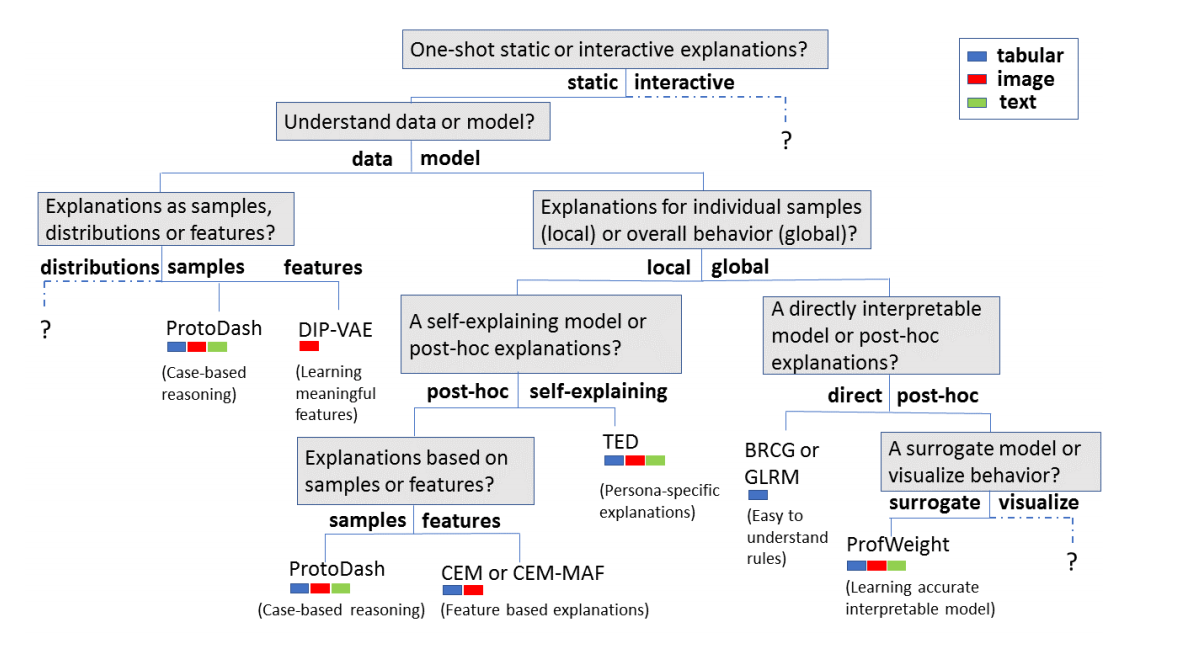 One-shot static or interactive explanations?
tabular
image
text
static interactive
Understand data or model?
?
data model
Explanations as samples,
distributions or features?
Explanations for individual samples
(local) or overall behavior (global)?
distributions samples features
local global
?
ProtoDash
(Case-based
reasoning)
DIP-VAE
(Learning
meaningful
features)
A self-explaining model or
post-hoc explanations?
A directly interpretable
model or post-hoc
explanations?
post-hoc self-explaining
direct post-hoc
Explanations based on
samples or features?
TED
(Persona-specific
explanations)
BRCG or
GLRM
(Easy to
understand
rules)
A surrogate model or
visualize behavior?
samples features
surrogate visualize
ProtoDash
(Case-based reasoning)
CEM or CEM-MAF
(Feature based explanations)
ProfWeight
(Learning accurate
interpretable model)
?